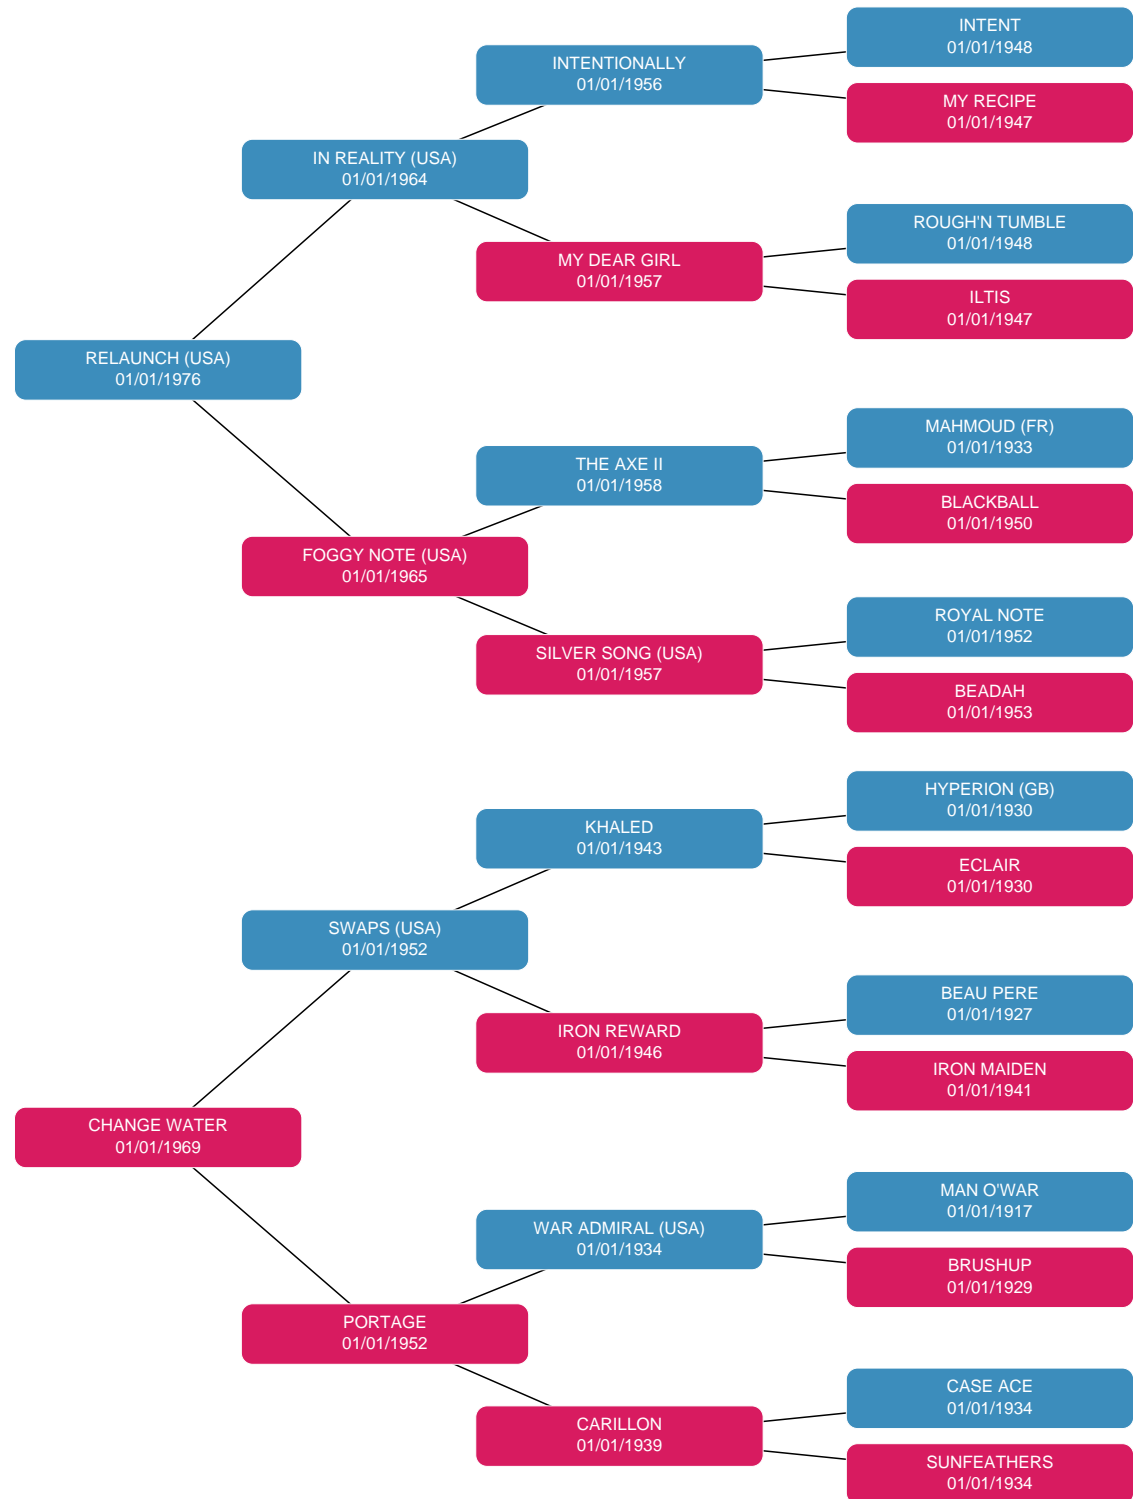 INTENT
01/01/1948
INTENTIONALLY
01/01/1956
MY RECIPE
01/01/1947
IN REALITY (USA)
01/01/1964
ROUGH'N TUMBLE
01/01/1948
MY DEAR GIRL
01/01/1957
ILTIS
01/01/1947
RELAUNCH (USA)
01/01/1976
MAHMOUD (FR)
01/01/1933
THE AXE II
01/01/1958
BLACKBALL
01/01/1950
FOGGY NOTE (USA)
01/01/1965
ROYAL NOTE
01/01/1952
SILVER SONG (USA)
01/01/1957
BEADAH
01/01/1953
HYPERION (GB)
01/01/1930
KHALED
01/01/1943
ECLAIR
01/01/1930
SWAPS (USA)
01/01/1952
BEAU PERE
01/01/1927
IRON REWARD
01/01/1946
IRON MAIDEN
01/01/1941
CHANGE WATER
01/01/1969
MAN O'WAR
01/01/1917
WAR ADMIRAL (USA)
01/01/1934
BRUSHUP
01/01/1929
PORTAGE
01/01/1952
CASE ACE
01/01/1934
CARILLON
01/01/1939
SUNFEATHERS
01/01/1934